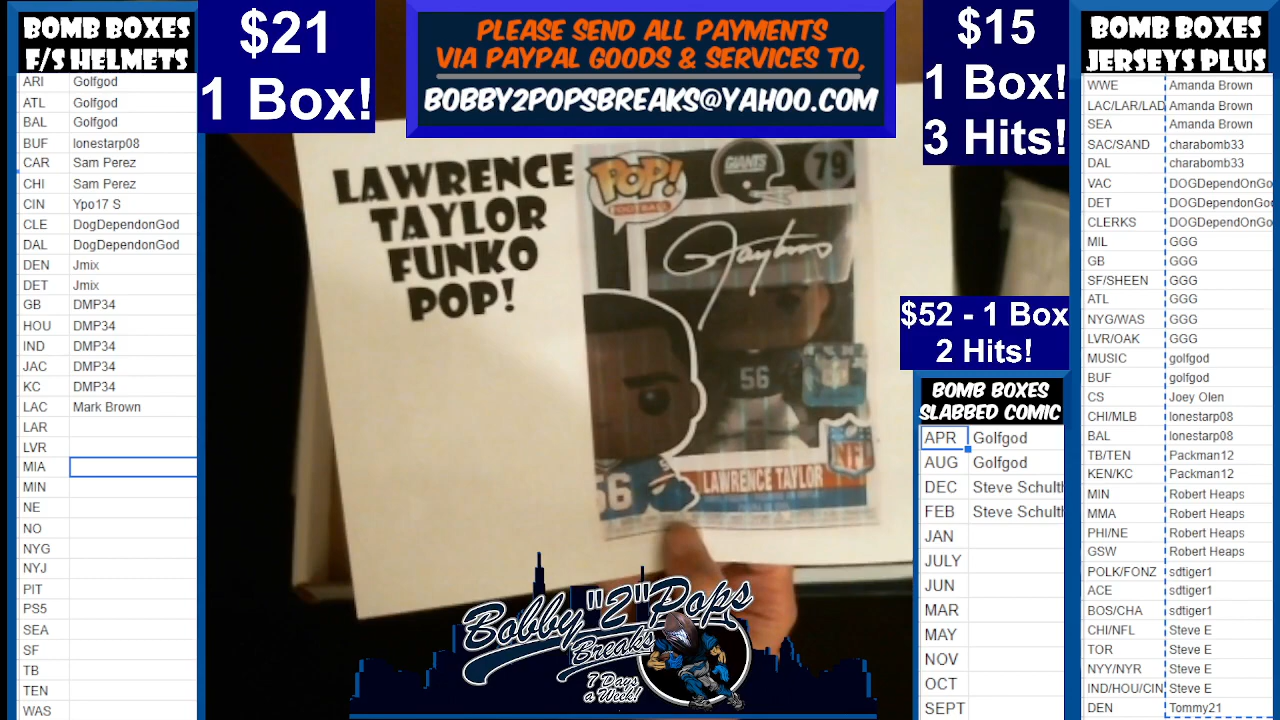 BOMB BOXES
F/S HELMETS
ARI Golfgod
ATL Golfgod
BAL Golfgod
BUF lonestarp08
CAR Sam Perez
CHI Sam Perez
CIN Ypo17 S
CLE DogDependonGod
DAL DogDependonGod
DEN Jmix
DET Jmix
GB DMP34
HOU DMP34
IND DMP34
JAC DMP34
KC DMP34
LAC Mark Brown
LAR
LVR
MIA
MIN
NE
NO
NYG
NYJ
PIT
PS5
SEA
SF
TB
TEN
WAS
$21
1 Box!
PLEASE SEND ALL PAYMENTS
VIA PAYPAL GOODS & SERVICES TO,
BOBBY2POPSBREAKS@YAHOO.COM
LAWRENCE
TAYLOR
FUNKO
POP!
POP!
FOOTBALL
GIANTS
79
56
56
NFL
LAWRENCE TAYLOR
Bobby "2" Pops
Breaks
7 Days
a Week!
$15
1 Box!
3 Hits!
$52 - 1 Box
2 Hits!
BOMB BOXES
SLABBED COMIC
APR Golfgod
AUG Golfgod
DEC Steve Schult
FEB Steve Schult
JAN
JULY
JUN
MAR
MAY
NOV
OCT
SEPT
BOMB BOXES
JERSEYS PLUS
WWE Amanda Brown
LAC/LAR/LAD Amanda Brown
SEA Amanda Brown
SAC/SAND charabomb33
DAL charabomb33
VAC DOGDependOnGo
DET DOGDependOnGo
CLERKS DOGDependOnGo
MIL GGG
GB GGG
SF/SHEEN GGG
ATL GGG
NYG/WAS GGG
LVR/OAK GGG
MUSIC golfgod
BUF golfgod
CS Joey Olen
CHI/MLB lonestarp08
BAL lonestarp08
TB/TEN Packman12
KEN/KC Packman12
MIN Robert Heaps
MMA Robert Heaps
PHI/NE Robert Heaps
GSW Robert Heaps
POLK/FONZ sdtiger1
ACE sdtiger1
BOS/CHA sdtiger1
CHI/NFL Steve E
TOR Steve E
NYY/NYR Steve E
IND/HOU/CIN Steve E
DEN Tommy21